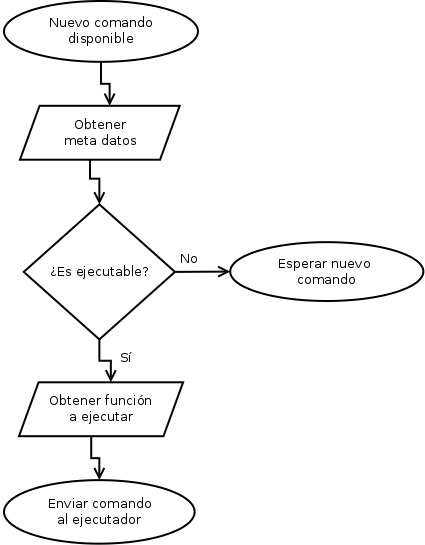 Nuevo comando
disponible
Obtener
meta datos
¿Es ejecutable?
No
Esperar nuevo
comando
Sí
Obtener función
a ejecutar
Enviar comando
al ejecutador